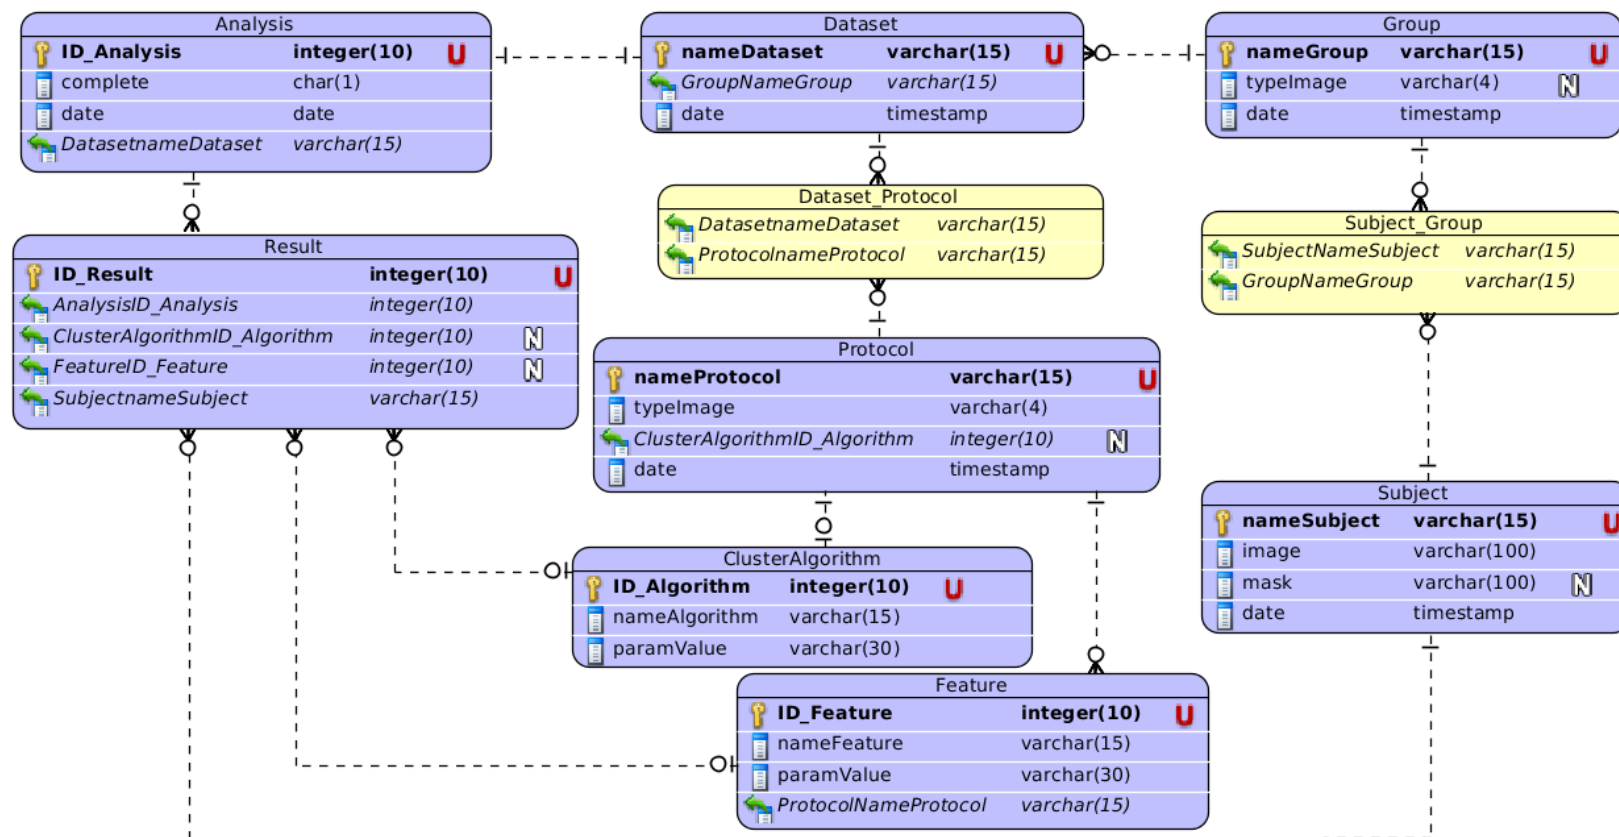 Analysis
ID_Analysis integer(10) U
complete char(1)
date date
DatasetnameDataset varchar(15)
Dataset
nameDataset varchar(15) U
GroupNameGroup varchar(15)
date timestamp
Group
nameGroup varchar(15) U
typeImage varchar(4) N
date timestamp
Dataset_Protocol
DatasetnameDataset varchar(15)
ProtocolnameProtocol varchar(15)
Subject_Group
SubjectNameSubject varchar(15)
GroupNameGroup varchar(15)
Result
ID_Result integer(10) U
AnalysisID_Analysis integer(10)
ClusterAlgorithmID_Algorithm integer(10) N
FeatureID_Feature integer(10) N
SubjectnameSubject varchar(15)
Protocol
nameProtocol varchar(15) U
typeImage varchar(4)
ClusterAlgorithmID_Algorithm integer(10) N
date timestamp
Subject
nameSubject varchar(15) U
image varchar(100)
mask varchar(100) N
date timestamp
ClusterAlgorithm
ID_Algorithm integer(10) U
nameAlgorithm varchar(15)
paramValue varchar(30)
Feature
ID_Feature integer(10) U
nameFeature varchar(15)
paramValue varchar(30)
ProtocolNameProtocol varchar(15)